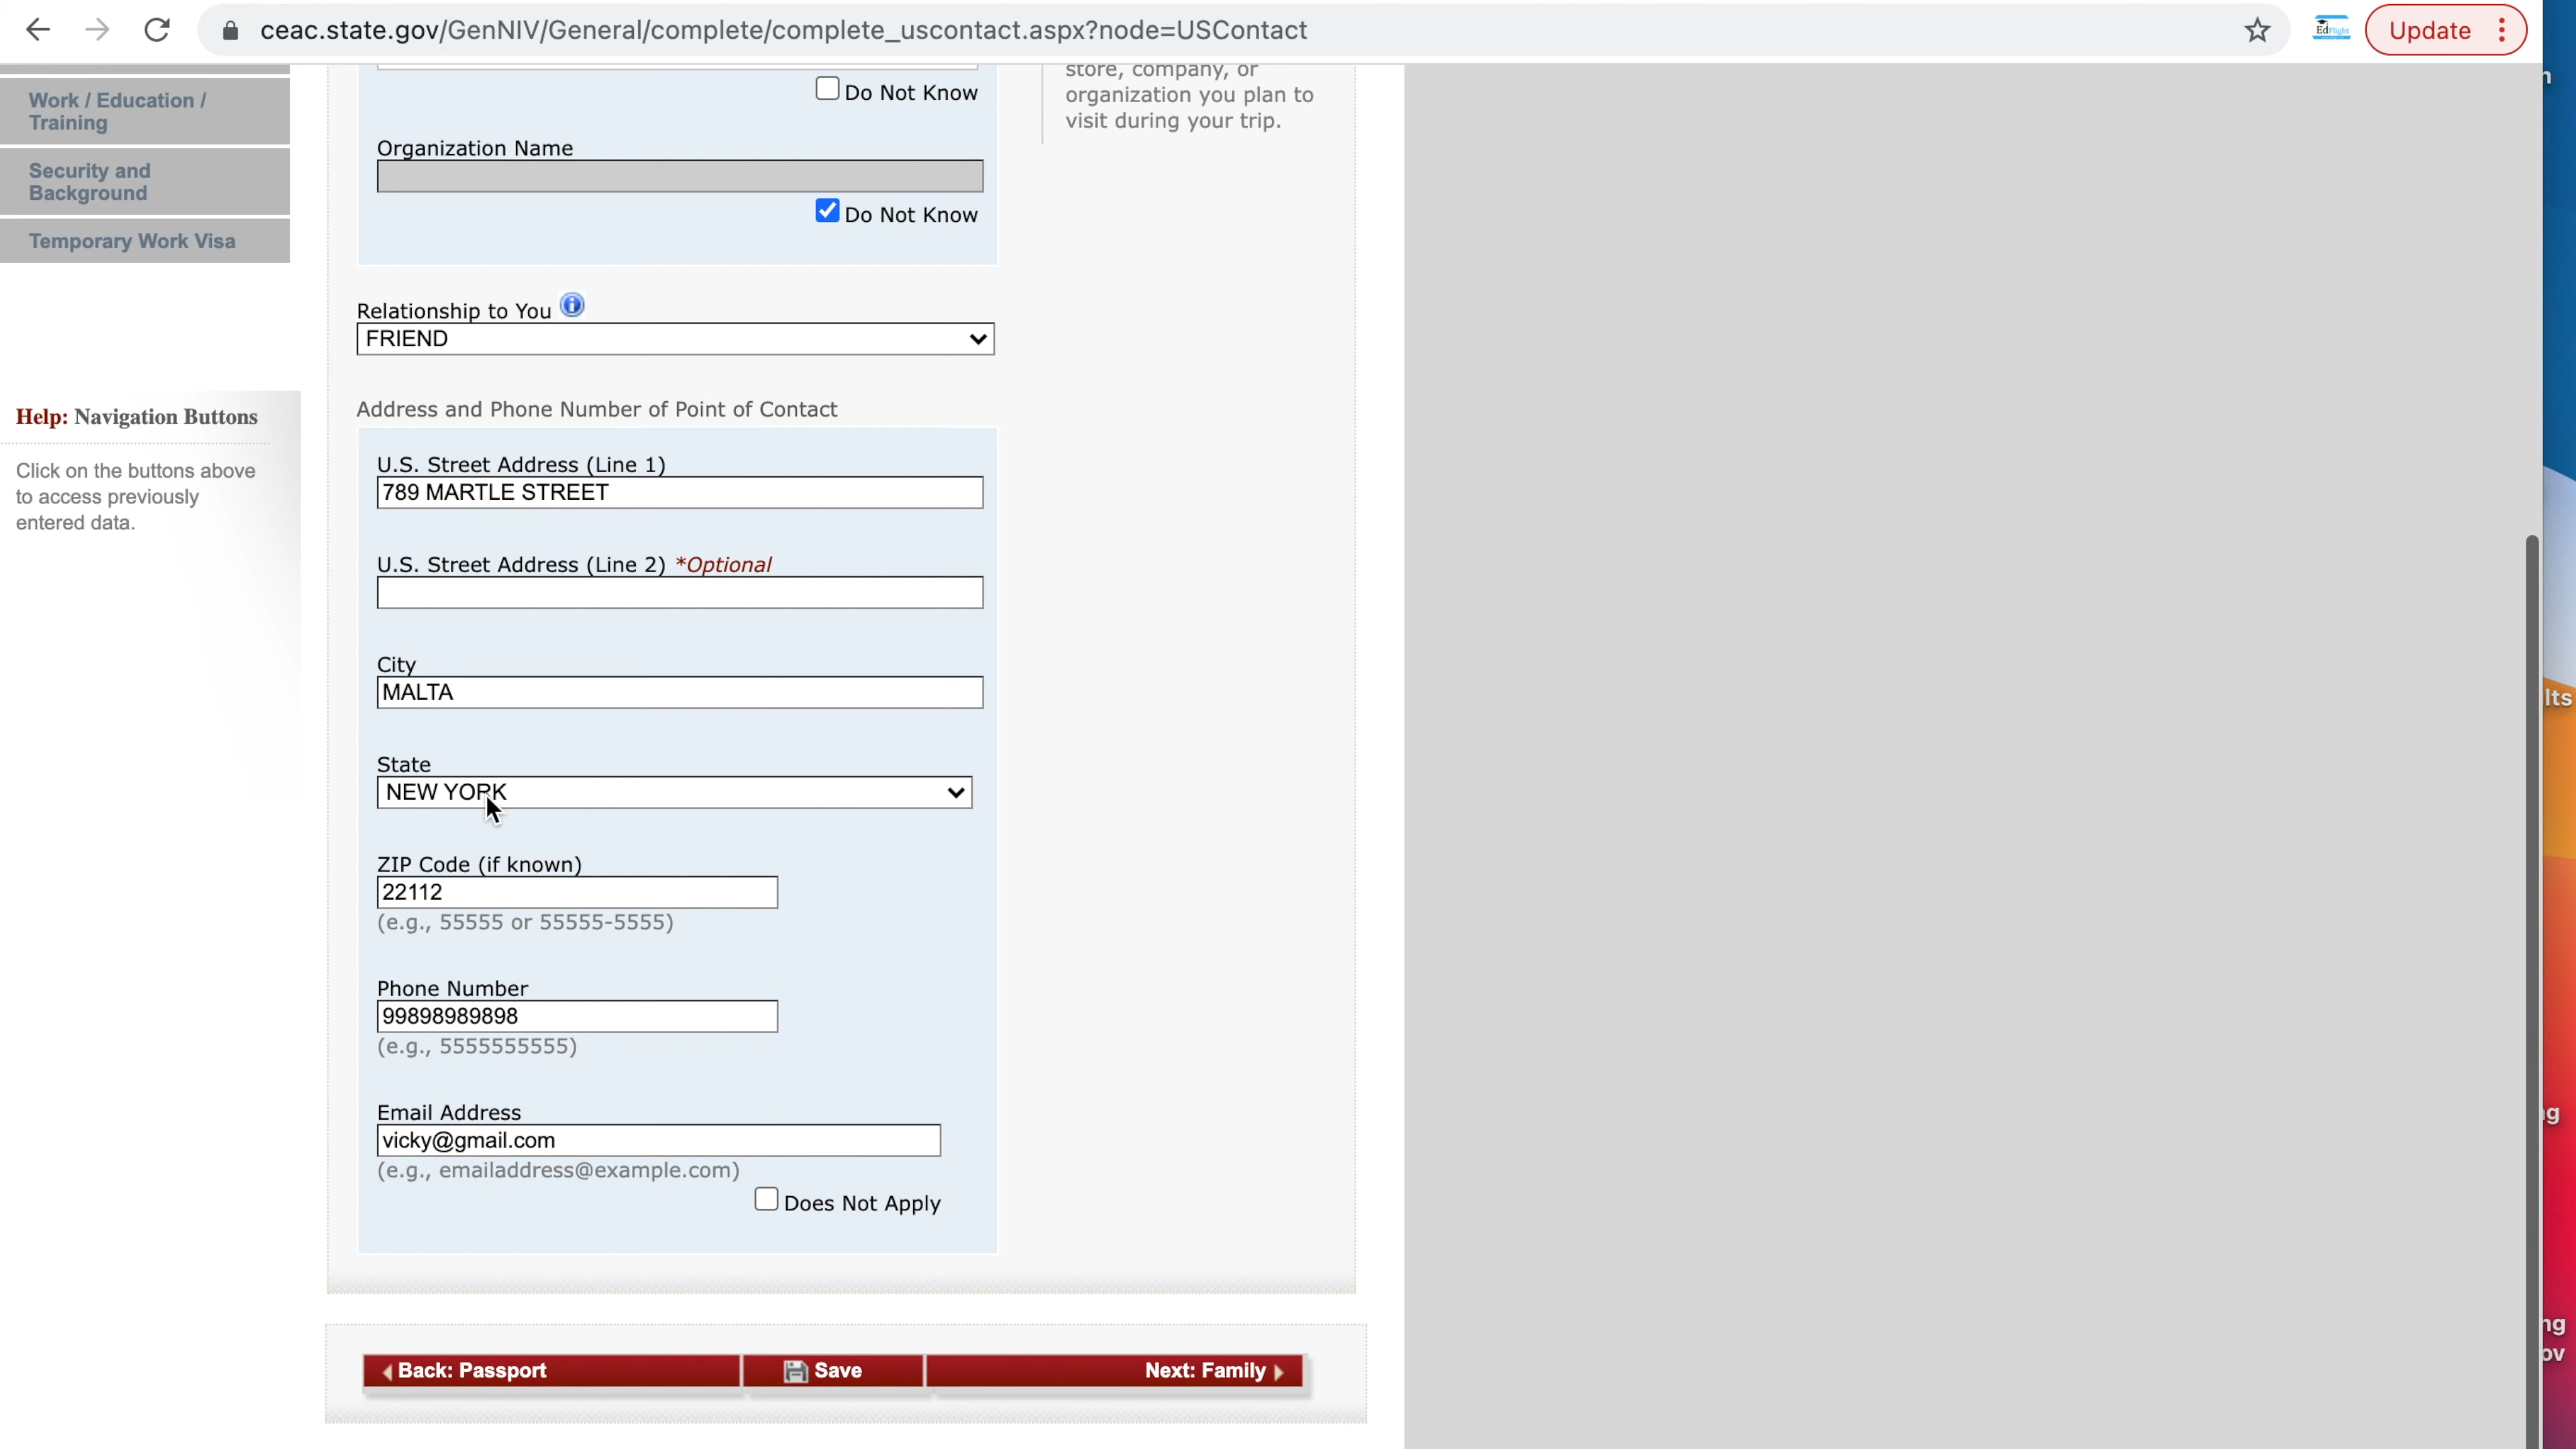 ceac.state.gov/GenNIV/General/complete/complete_uscontact.aspx?node=USContact
EdFlight
Update
Work / Education /
Training
Security and
Background
Temporary Work Visa
Help: Navigation Buttons
Click on the buttons above
to access previously
entered data.
Do Not Know
Organization Name
Do Not Know
store, company, or
organization you plan to
visit during your trip.
Relationship to You
FRIEND
Address and Phone Number of Point of Contact
U.S. Street Address (Line 1)
789 MARTLE STREET
U.S. Street Address (Line 2) *Optional
City
MALTA
State
NEW YORK
ZIP Code (if known)
22112
(e.g., 55555 or 55555-5555)
Phone Number
99898989898
(e.g., 5555555555)
Email Address
vicky@gmail.com
(e.g., emailaddress@example.com)
Does Not Apply
Back: Passport
Save
Next: Family
lts